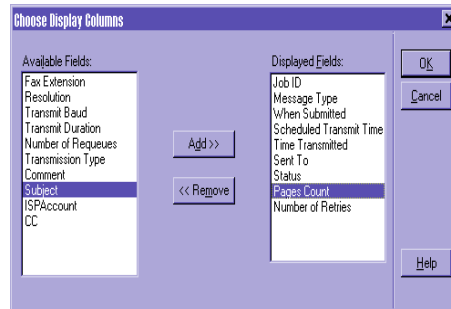 Choose Display Columns
Available Fields:
Fax Extension
Resolution
Transmit Baud
Transmit Duration
Number of Requeues
Transmission Type
Comment
Subject
ISPAccount
CC
Add >>
<< Remove
Displayed Fields:
Job ID
Message Type
When Submitted
Scheduled Transmit Time
Time Transmitted
Sent To
Status
Pages Count
Number of Retries
OK
Cancel
Help